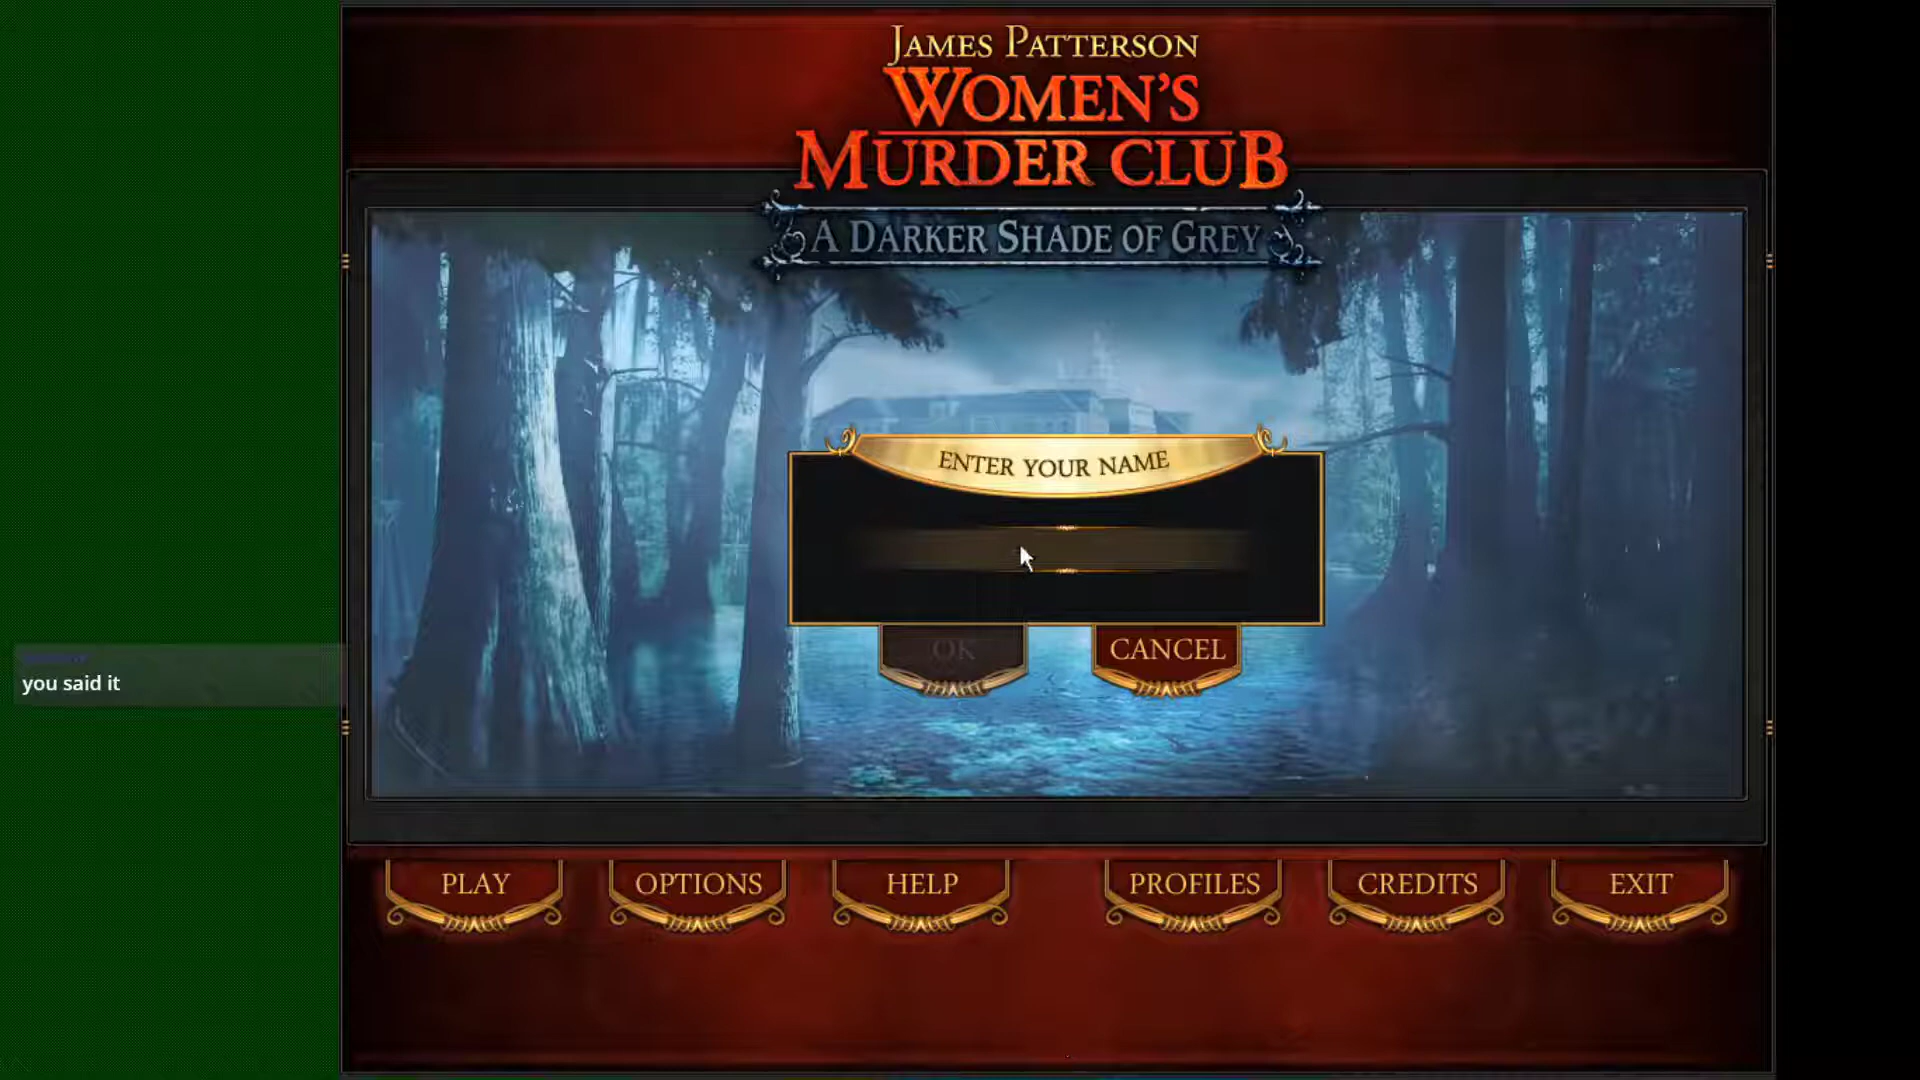 JAMES PATTERSON
WOMEN'S
MURDER CLUB
A DARKER SHADE OF GREY
ENTER YOUR NAME
OK
CANCEL
you said it
PLAY
OPTIONS
HELP
PROFILES
CREDITS
EXIT